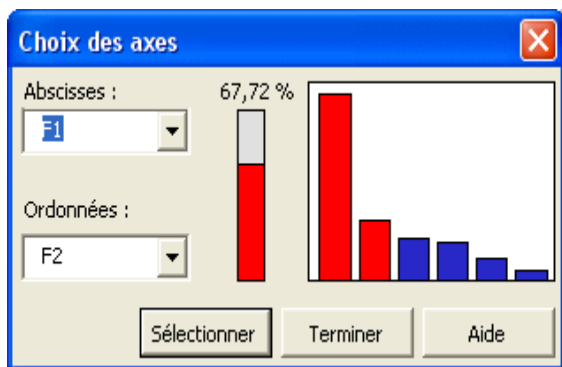 Choix des axes
Abscisses :
67,72 %
F1
Ordonnées :
F2
Sélectionner
Terminer
Aide